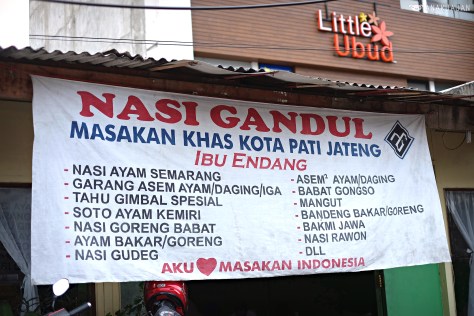 Little
Ubud
NASI GANDUL
MASAKAN KHAS KOTA PATI JATENG
IBU ENDANG
- NASI AYAM SEMARANG
- GARANG ASEM AYAM/DAGING/IGA
- TAHU GIMBAL SPESIAL
- SOTO AYAM KEMIRI
- NASI GORENG BABAT
- AYAM BAKAR/GORENG
- NASI GUDEG
- ASEM² AYAM/DAGING
- BABAT GONGSO
- MANGUT
- BANDENG BAKAR/GORENG
- BAKMI JAWA
- NASI RAWON
- DLL
AKU ❤ MASAKAN INDONESIA